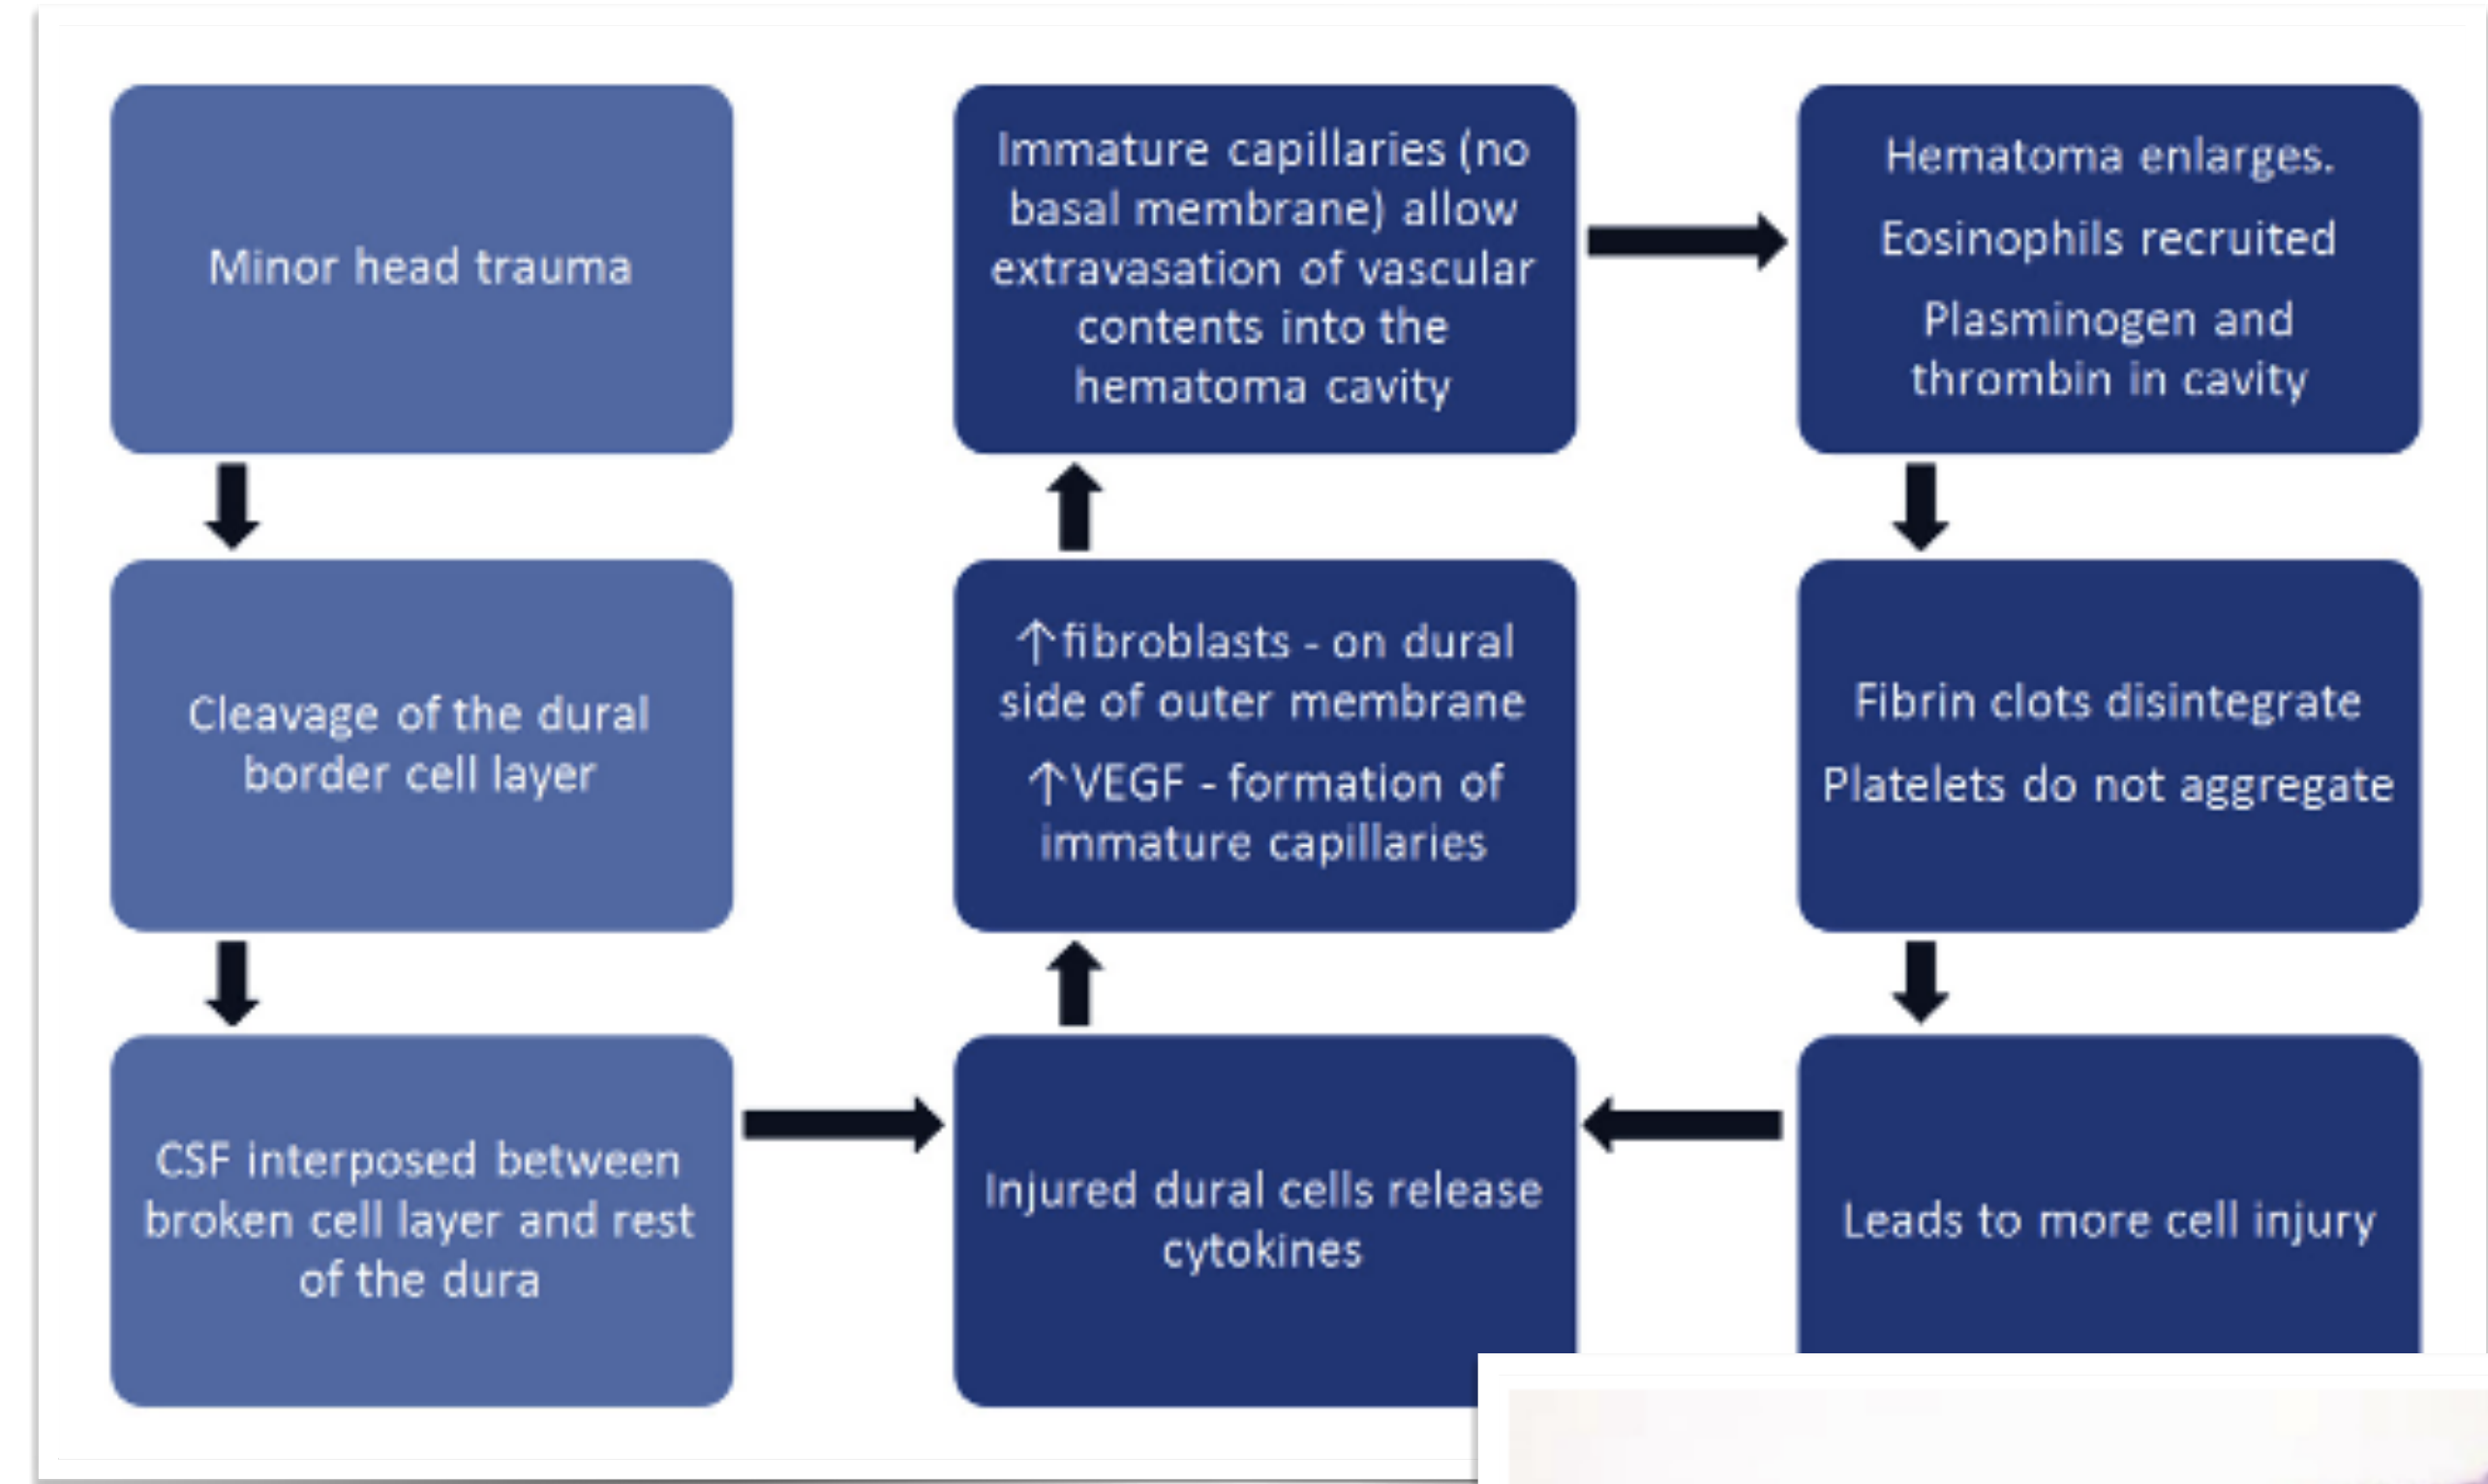 Minor head trauma
Cleavage of the dural
border cell layer
CSF interposed between
broken cell layer and rest
of the dura
Injured dural cells release
cytokines
↑fibroblasts - on dural
side of outer membrane
↑VEGF - formation of
immature capillaries
Immature capillaries (no
basal membrane) allow
extravasation of vascular
contents into the
hematoma cavity
Hematoma enlarges.
Eosinophils recruited
Plasminogen and
thrombin in cavity
Fibrin clots disintegrate
Platelets do not aggregate
Leads to more cell injury